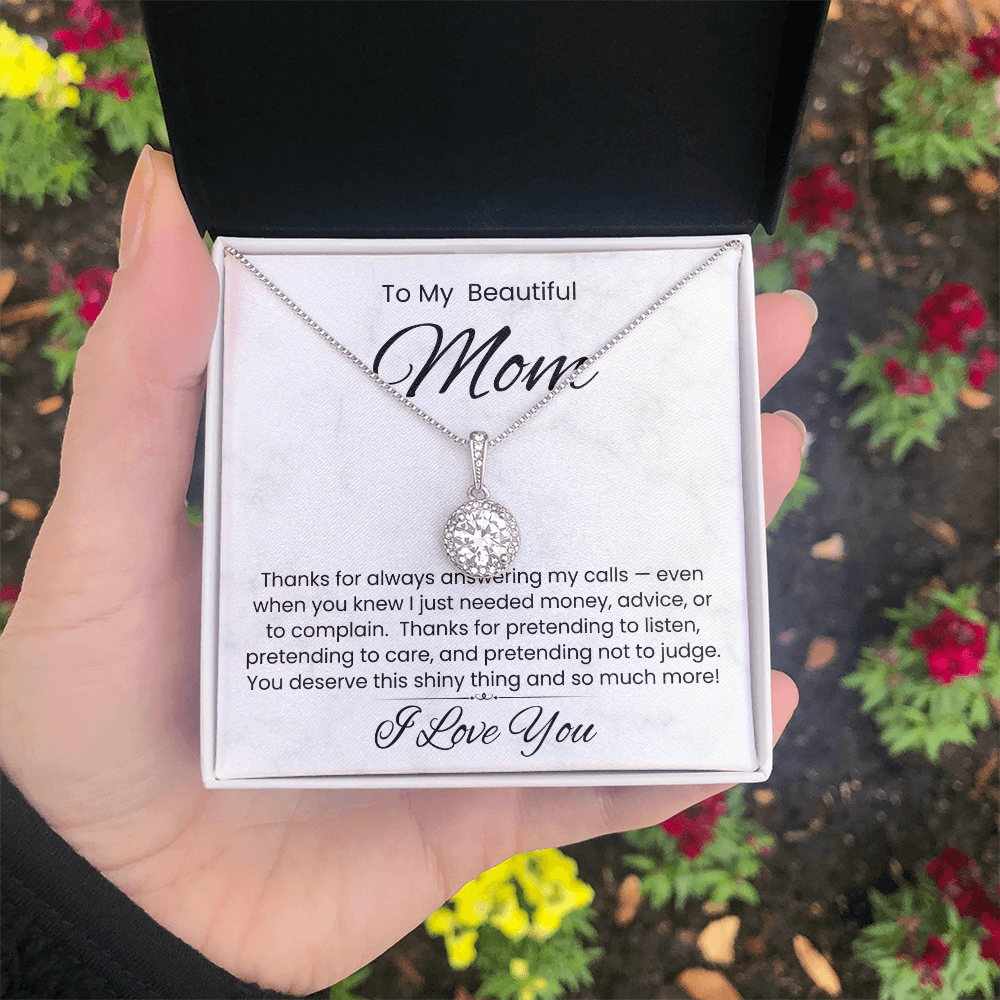 To My Beautiful
Mom
Thanks for always answering my calls — even
when you knew I just needed money, advice, or
to complain. Thanks for pretending to listen,
pretending to care, and pretending not to judge.
You deserve this shiny thing and so much more!
I Love You